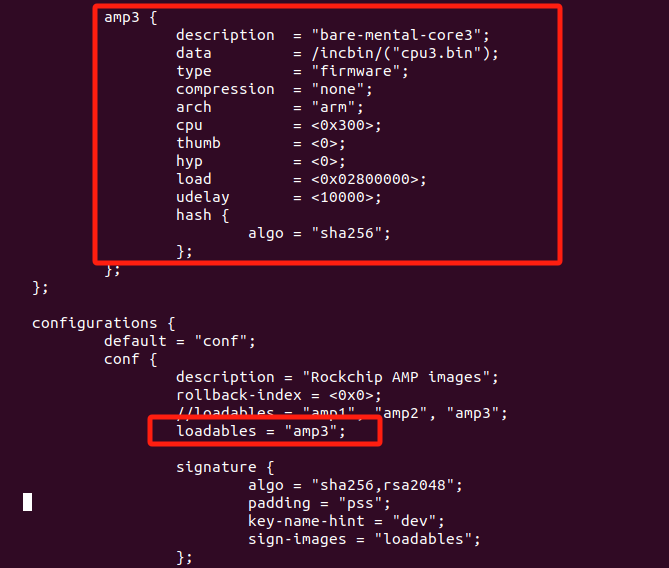 amp3 {
description = "bare-mental-core3";
data = /incbin/("cpu3.bin");
type = "firmware";
compression = "none";
arch = "arm";
cpu = <0x300>;
thumb = <0>;
hyp = <0>;
load = <0x02800000>;
udelay = <10000>;
hash {
algo = "sha256";
};
};
};
configurations {
default = "conf";
conf {
description = "Rockchip AMP images";
rollback-index = <0x0>;
//loadables = "amp1", "amp2", "amp3";
loadables = "amp3";
signature {
algo = "sha256,rsa2048";
padding = "pss";
key-name-hint = "dev";
sign-images = "loadables";
};